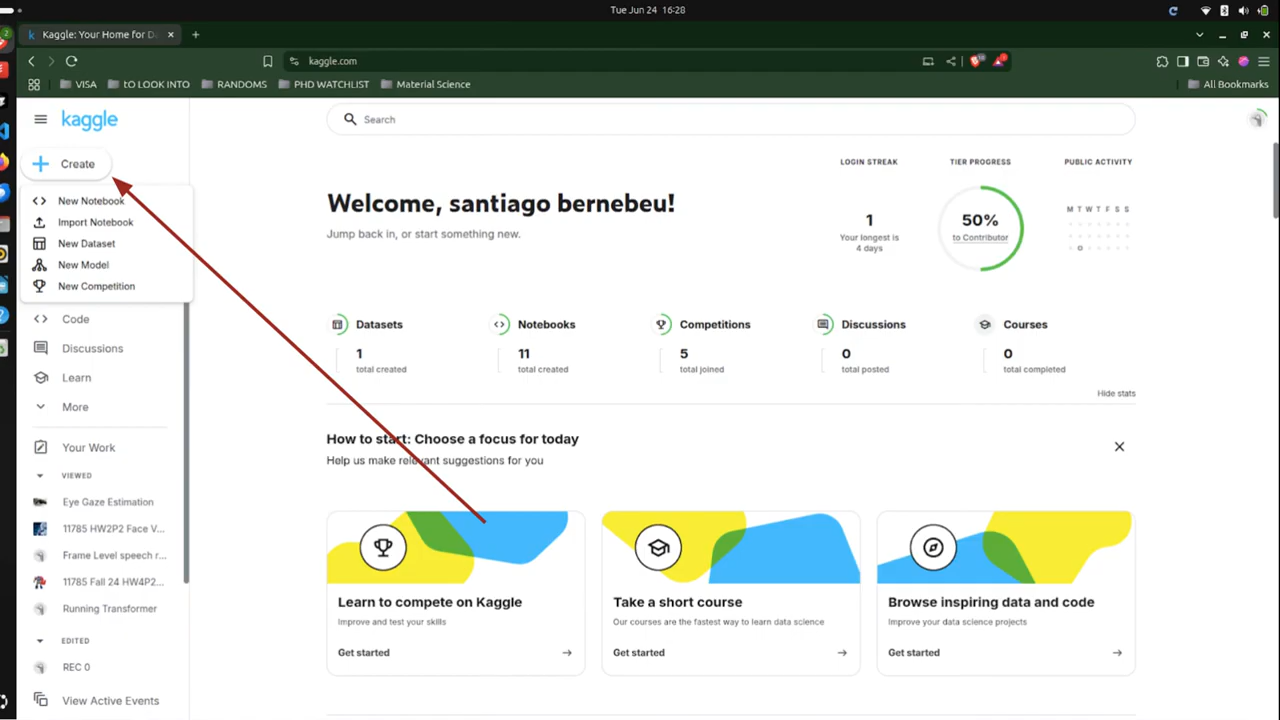 Tue Jun 24 16:28
Kaggle: Your Home for Da
kaggle.com
VISA
tO LOOK INTO
RANDOMS
PHD WATCHLIST
Material Science
All Bookmarks
kaggle
Search
Create
New Notebook
Import Notebook
New Dataset
New Model
New Competition
Code
Discussions
Learn
More
Your Work
VIEWED
Eye Gaze Estimation
11785 HW2P2 Face V...
Frame Level speech r...
11785 Fall 24 HW4P2...
Running Transformer
EDITED
REC 0
View Active Events
Welcome, santiago bernebeu!
Jump back in, or start something new.
LOGIN STREAK
1
Your longest is
4 days
TIER PROGRESS
50%
to Contributor
PUBLIC ACTIVITY
M T W T F S S
Datasets
1
total created
Notebooks
11
total created
Competitions
5
total joined
Discussions
0
total posted
Courses
0
total completed
Hide stats
How to start: Choose a focus for today
Help us make relevant suggestions for you
Learn to compete on Kaggle
Improve and test your skills
Get started
Take a short course
Our courses are the fastest way to learn data science
Get started
Browse inspiring data and code
Improve your data science projects
Get started